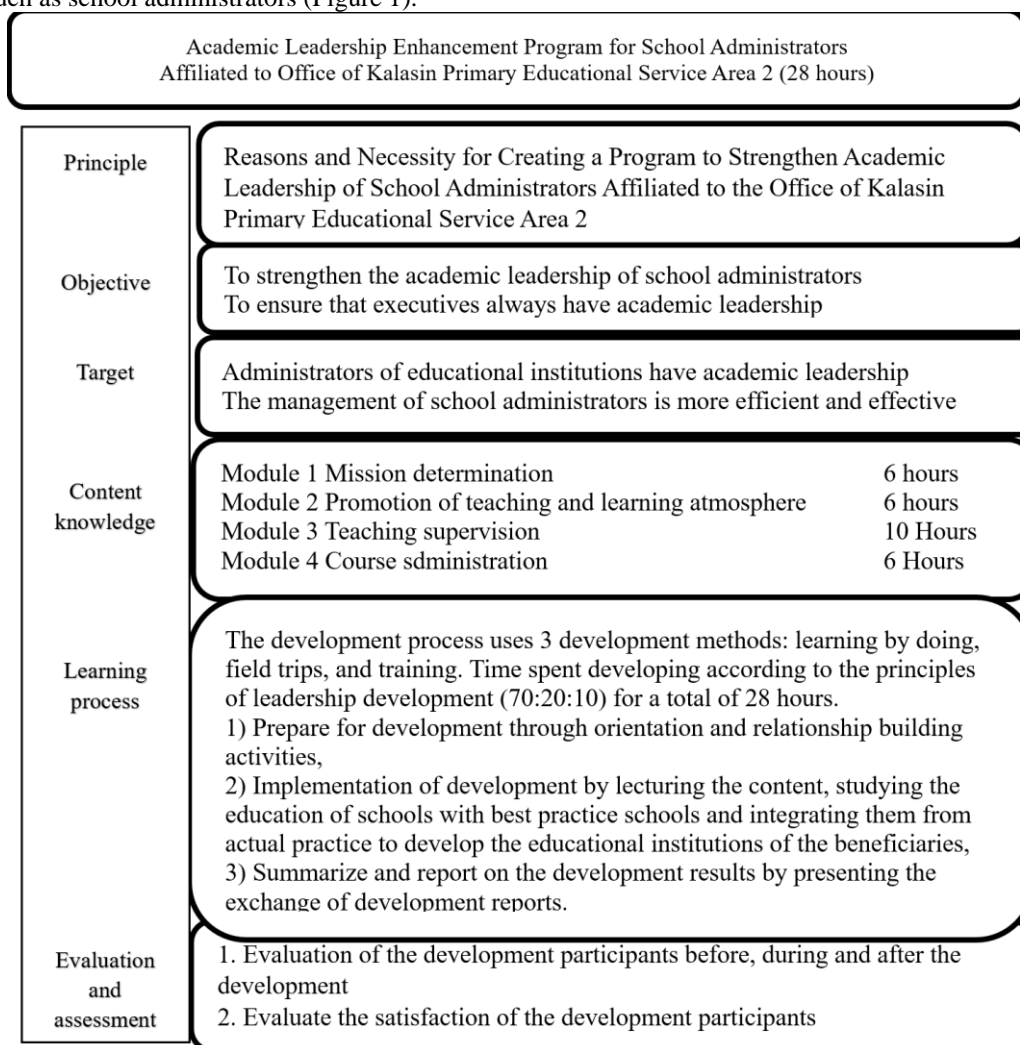 such as school administrators (Figure 1).
Academic Leadership Enhancement Program for School Administrators
Affiliated to Office of Kalasin Primary Educational Service Area 2 (28 hours)
Principle
Reasons and Necessity for Creating a Program to Strengthen Academic
Leadership of School Administrators Affiliated to the Office of Kalasin
Primary Educational Service Area 2
Objective
To strengthen the academic leadership of school administrators
To ensure that executives always have academic leadership
Target
Administrators of educational institutions have academic leadership
The management of school administrators is more efficient and effective
Content
knowledge
Module 1 Mission determination 6 hours
Module 2 Promotion of teaching and learning atmosphere 6 hours
Module 3 Teaching supervision 10 Hours
Module 4 Course sdministration 6 Hours
Learning
process
The development process uses 3 development methods: learning by doing,
field trips, and training. Time spent developing according to the principles
of leadership development (70:20:10) for a total of 28 hours.
1) Prepare for development through orientation and relationship building
activities,
2) Implementation of development by lecturing the content, studying the
education of schools with best practice schools and integrating them from
actual practice to develop the educational institutions of the beneficiaries,
3) Summarize and report on the development results by presenting the
exchange of development reports.
Evaluation
and
assessment
1. Evaluation of the development participants before, during and after the
development
2. Evaluate the satisfaction of the development participants